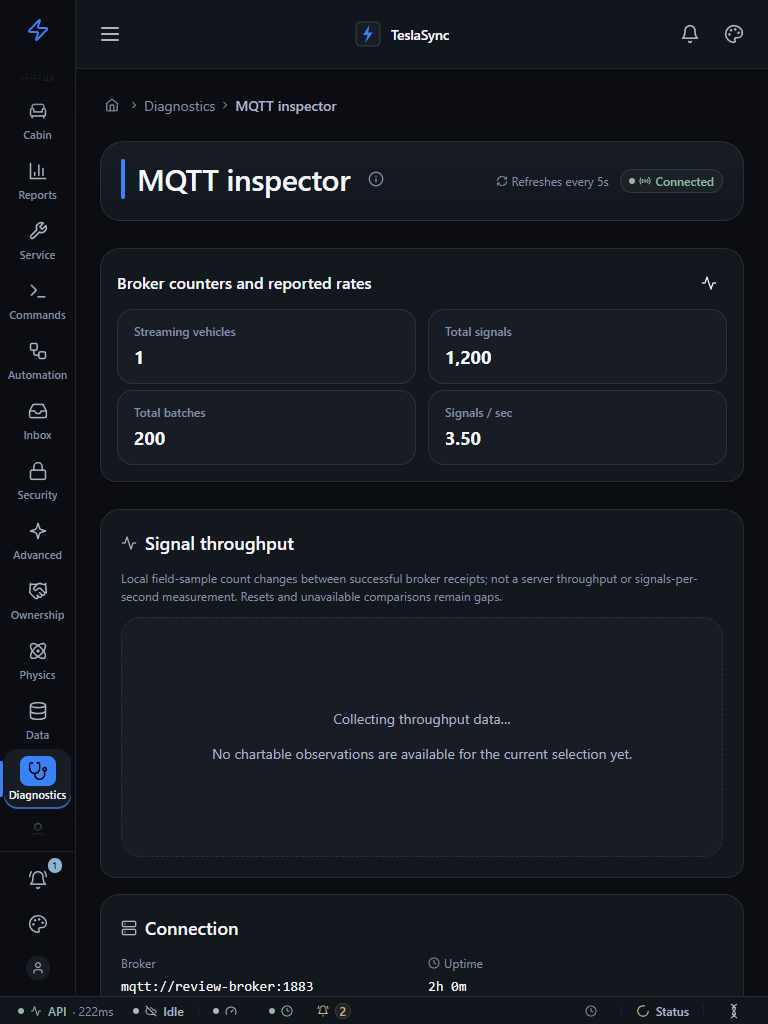 TeslaSync
Energy
Cabin
Reports
Service
Commands
Automation
Inbox
Security
Advanced
Ownership
Physics
Data
Diagnostics
1
Diagnostics
MQTT inspector
MQTT inspector
Refreshes every 5s
Connected
Broker counters and reported rates
Streaming vehicles
1
Total signals
1,200
Total batches
200
Signals / sec
3.50
Signal throughput
Local field-sample count changes between successful broker receipts; not a server throughput or signals-per-
second measurement. Resets and unavailable comparisons remain gaps.
Collecting throughput data...
No chartable observations are available for the current selection yet.
Connection
Broker
mqtt://review-broker:1883
Uptime
2h 0m
API · 222ms
Idle
2
Status